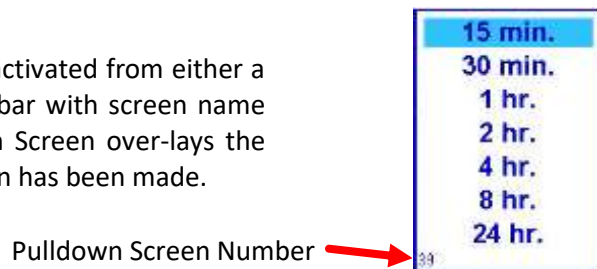 ctivated from either a
bar with screen name
Screen over-lays the
n has been made.
Pulldown Screen Number
15 min.
30 min.
1 hr.
2 hr.
4 hr.
8 hr.
24 hr.
39